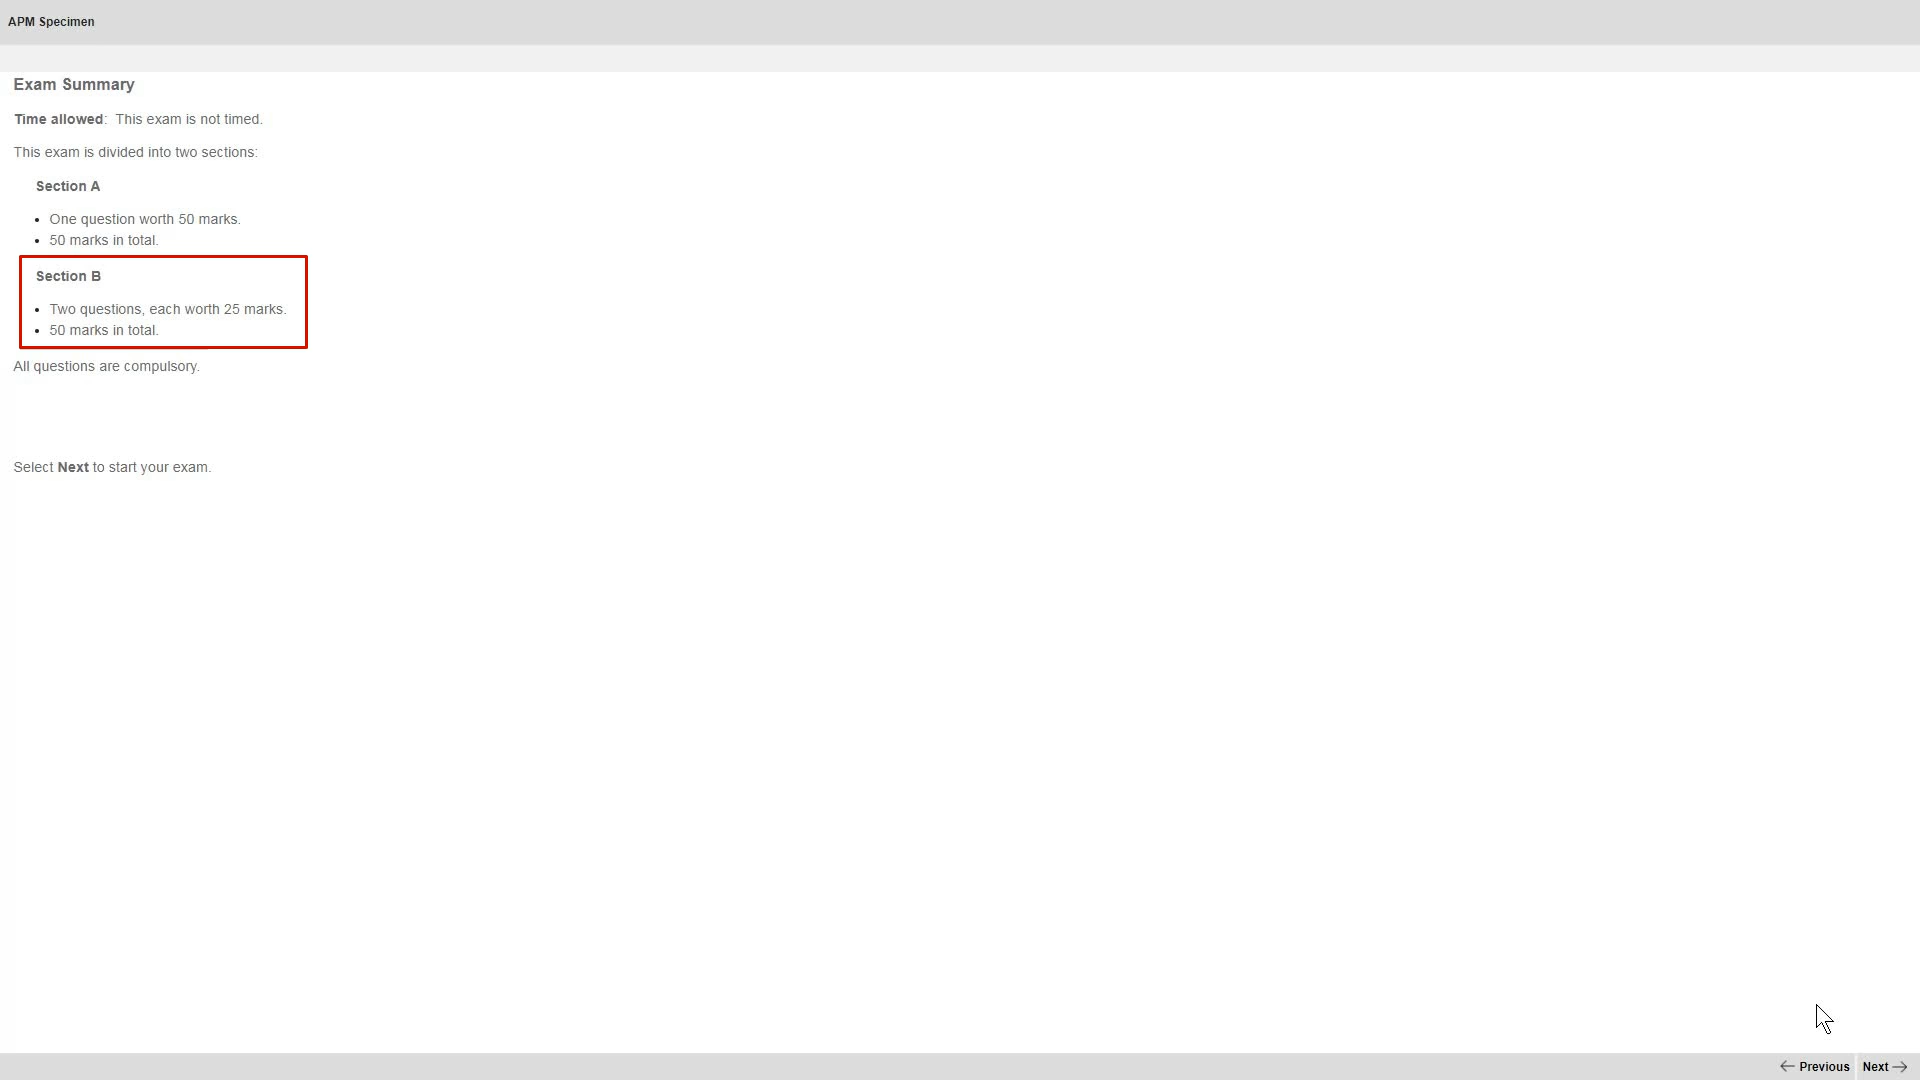 APM Specimen
Exam Summary
Time allowed:  This exam is not timed.
This exam is divided into two sections:
Section A
• One question worth 50 marks.
• 50 marks in total.
Section B
• Two questions, each worth 25 marks.
• 50 marks in total.
All questions are compulsory.
Select Next to start your exam.
← Previous Next →